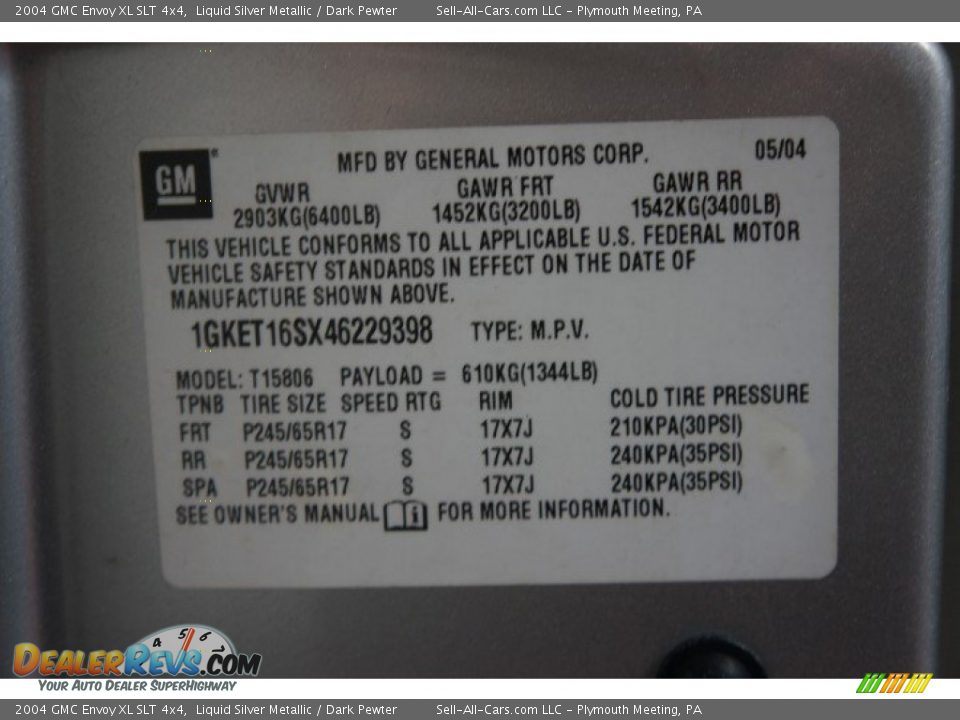 2004 GMC Envoy XL SLT 4x4, Liquid Silver Metallic / Dark Pewter Sell-All-Cars.com LLC - Plymouth Meeting, PA
GM
MFD BY GENERAL MOTORS CORP. 05/04
GVWR GAWR FRT GAWR RR
2903KG(6400LB) 1452KG(3200LB) 1542KG(3400LB)
THIS VEHICLE CONFORMS TO ALL APPLICABLE U.S. FEDERAL MOTOR
VEHICLE SAFETY STANDARDS IN EFFECT ON THE DATE OF
MANUFACTURE SHOWN ABOVE.
1GKET16SX46229398 TYPE: M.P.V.
MODEL: T15806 PAYLOAD = 610KG(1344LB)
TPNB TIRE SIZE SPEED RTG RIM COLD TIRE PRESSURE
FRT P245/65R17 S 17X7J 210KPA(30PSI)
RR P245/65R17 S 17X7J 240KPA(35PSI)
SPA P245/65R17 S 17X7J 240KPA(35PSI)
SEE OWNER'S MANUAL i FOR MORE INFORMATION.
4 5 6
DEALERREVS.COM
YOUR AUTO DEALER SUPERHIGHWAY
2004 GMC Envoy XL SLT 4x4, Liquid Silver Metallic / Dark Pewter Sell-All-Cars.com LLC - Plymouth Meeting, PA